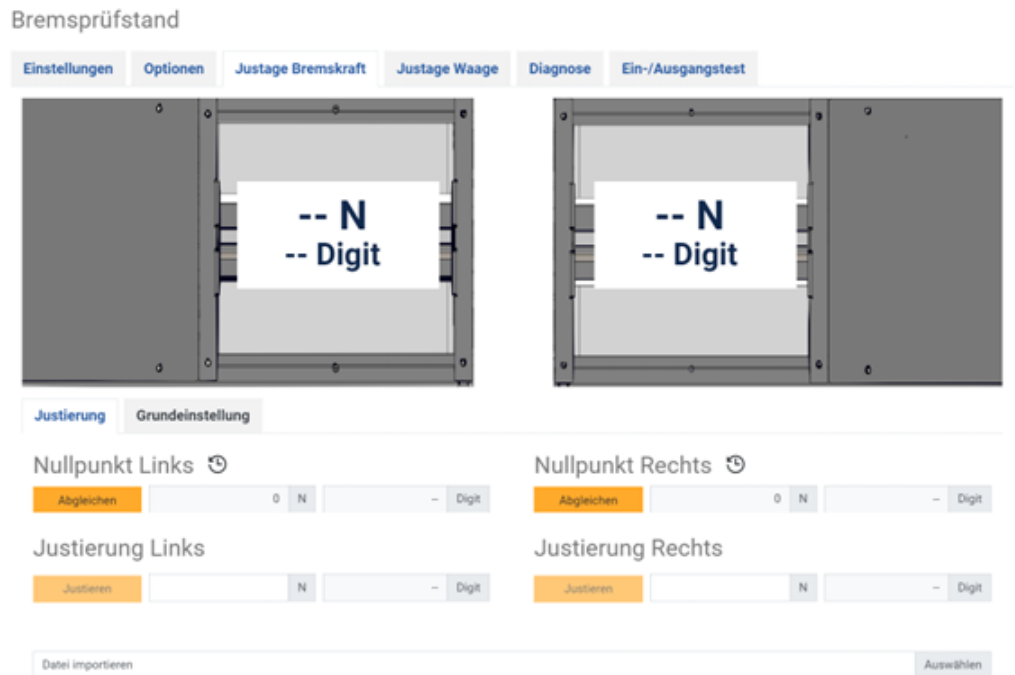 Bremsprüfstand
Einstellungen Optionen Justage Bremskraft Justage Waage Diagnose Ein-/Ausgangstest
-- N -- N
-- Digit -- Digit
Justierung Grundeinstellung
Nullpunkt Links Nullpunkt Rechts
Abgleichen 0 N -- Digit Abgleichen 0 N -- Digit
Justierung Links Justierung Rechts
Justieren N -- Digit Justieren N -- Digit
Datei importieren Auswählen